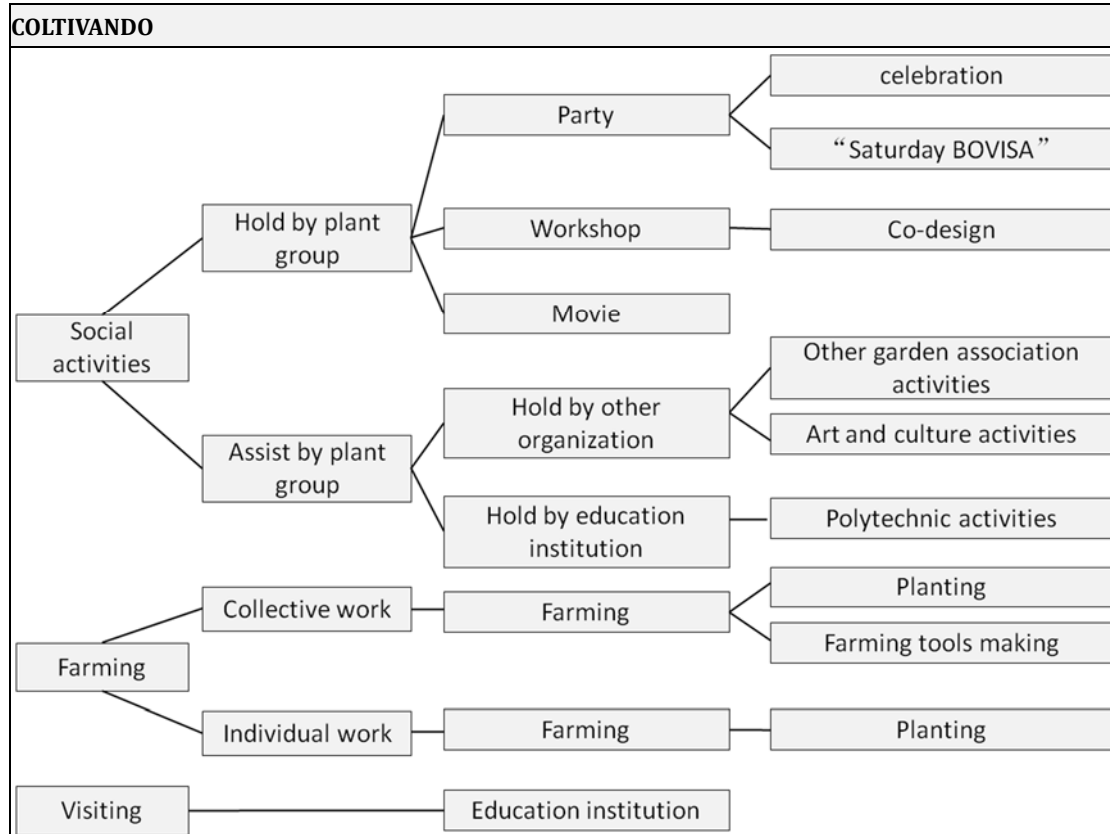 COLTIVANDO
celebration
Party
“Saturday BOVISA”
Hold by plant
group
Workshop
Co-design
Movie
Social
activities
Other garden association
activities
Hold by other
organization
Art and culture activities
Assist by plant
group
Hold by education
institution
Polytechnic activities
Collective work
Farming
Planting
Farming tools making
Farming
Individual work
Farming
Planting
Visiting
Education institution